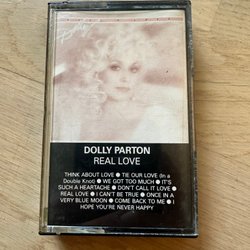 Dolly
DOLLY PARTON
REAL LOVE
THINK ABOUT LOVE ● TIE OUR LOVE (In a
Double Knot) ● WE GOT TOO MUCH ● IT'S
SUCH A HEARTACHE ● DON'T CALL IT LOVE ●
REAL LOVE ● I CAN'T BE TRUE ● ONCE IN A
VERY BLUE MOON ● COME BACK TO ME ● I
HOPE YOU'RE NEVER HAPPY